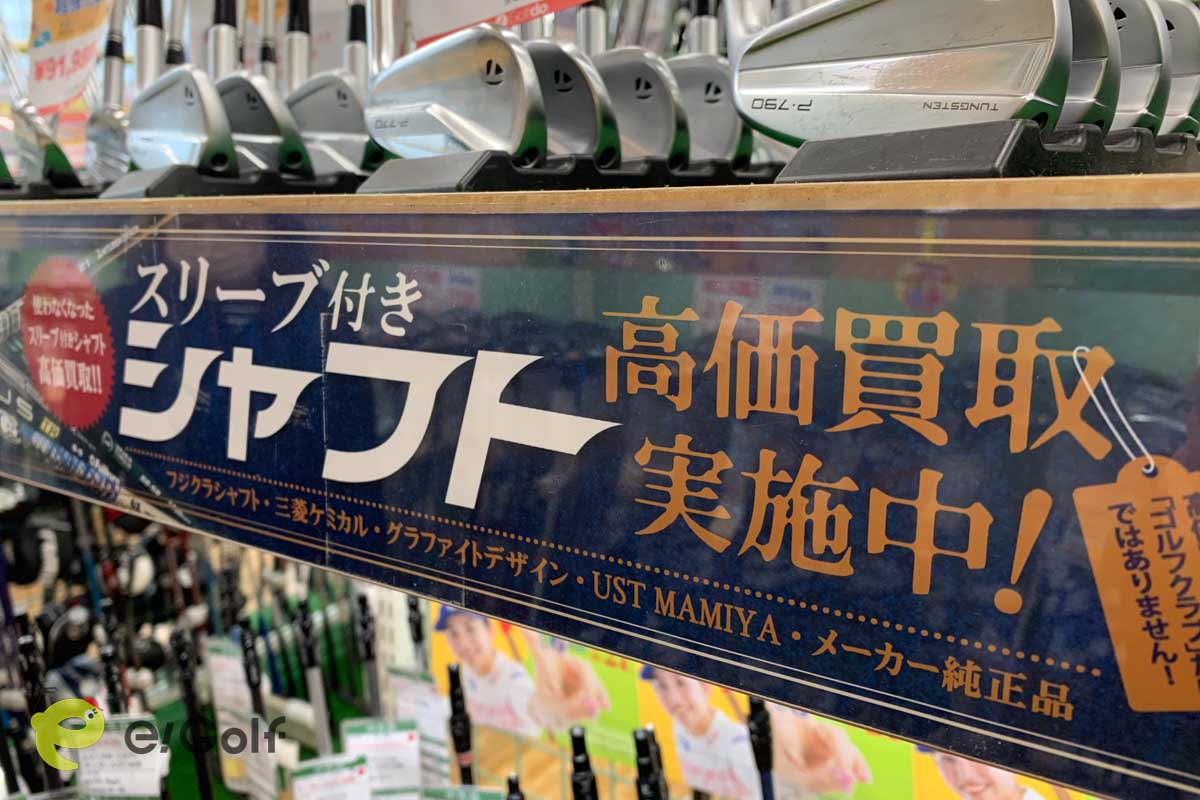 ¥91,980
P·770
P·790
TUNGSTEN
使わなくなった
スリーブ付きシャフト
高価買取!!
スリーブ付き
シャフト
高価買取
実施中!
フジクラシャフト・三菱ケミカル・グラファイトデザイン・UST MAMIYA・メーカー純正品
「ゴルフクラブ」
ではありません!
e!Golf